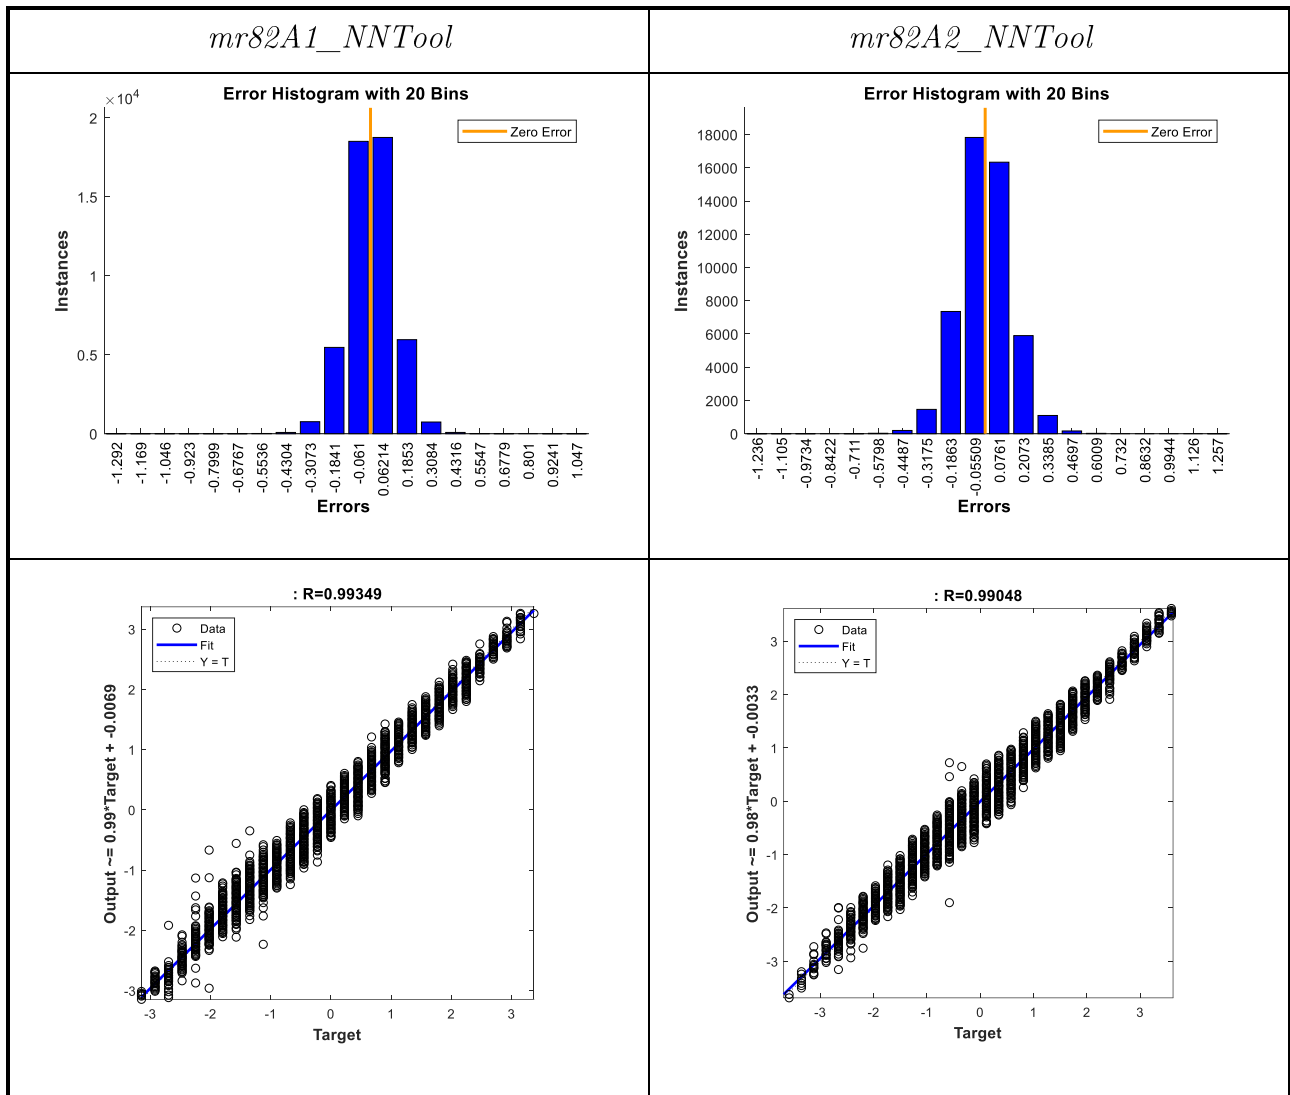 mr82A1_NNTool
mr82A2_NNTool
Error Histogram with 20 Bins
×10⁴
Zero Error
2
1.5
1
0.5
0
Instances
-1.292
-1.169
-1.046
-0.923
-0.7999
-0.6767
-0.5536
-0.4304
-0.3073
-0.1841
-0.061
0.06214
0.1853
0.3084
0.4316
0.5547
0.6779
0.801
0.9241
1.047
Errors
Error Histogram with 20 Bins
Zero Error
18000
16000
14000
12000
10000
8000
6000
4000
2000
0
Instances
-1.236
-1.105
-0.9734
-0.8422
-0.711
-0.5798
-0.4487
-0.3175
-0.1863
-0.05509
0.0761
0.2073
0.3385
0.4697
0.6009
0.732
0.8632
0.9944
1.126
1.257
Errors
: R=0.99349
Data
Fit
Y = T
3
2
1
0
-1
-2
-3
Output ~= 0.99*Target + -0.0069
-3 -2 -1 0 1 2 3
Target
: R=0.99048
Data
Fit
Y = T
3
2
1
0
-1
-2
-3
Output ~= 0.98*Target + -0.0033
-3 -2 -1 0 1 2 3
Target